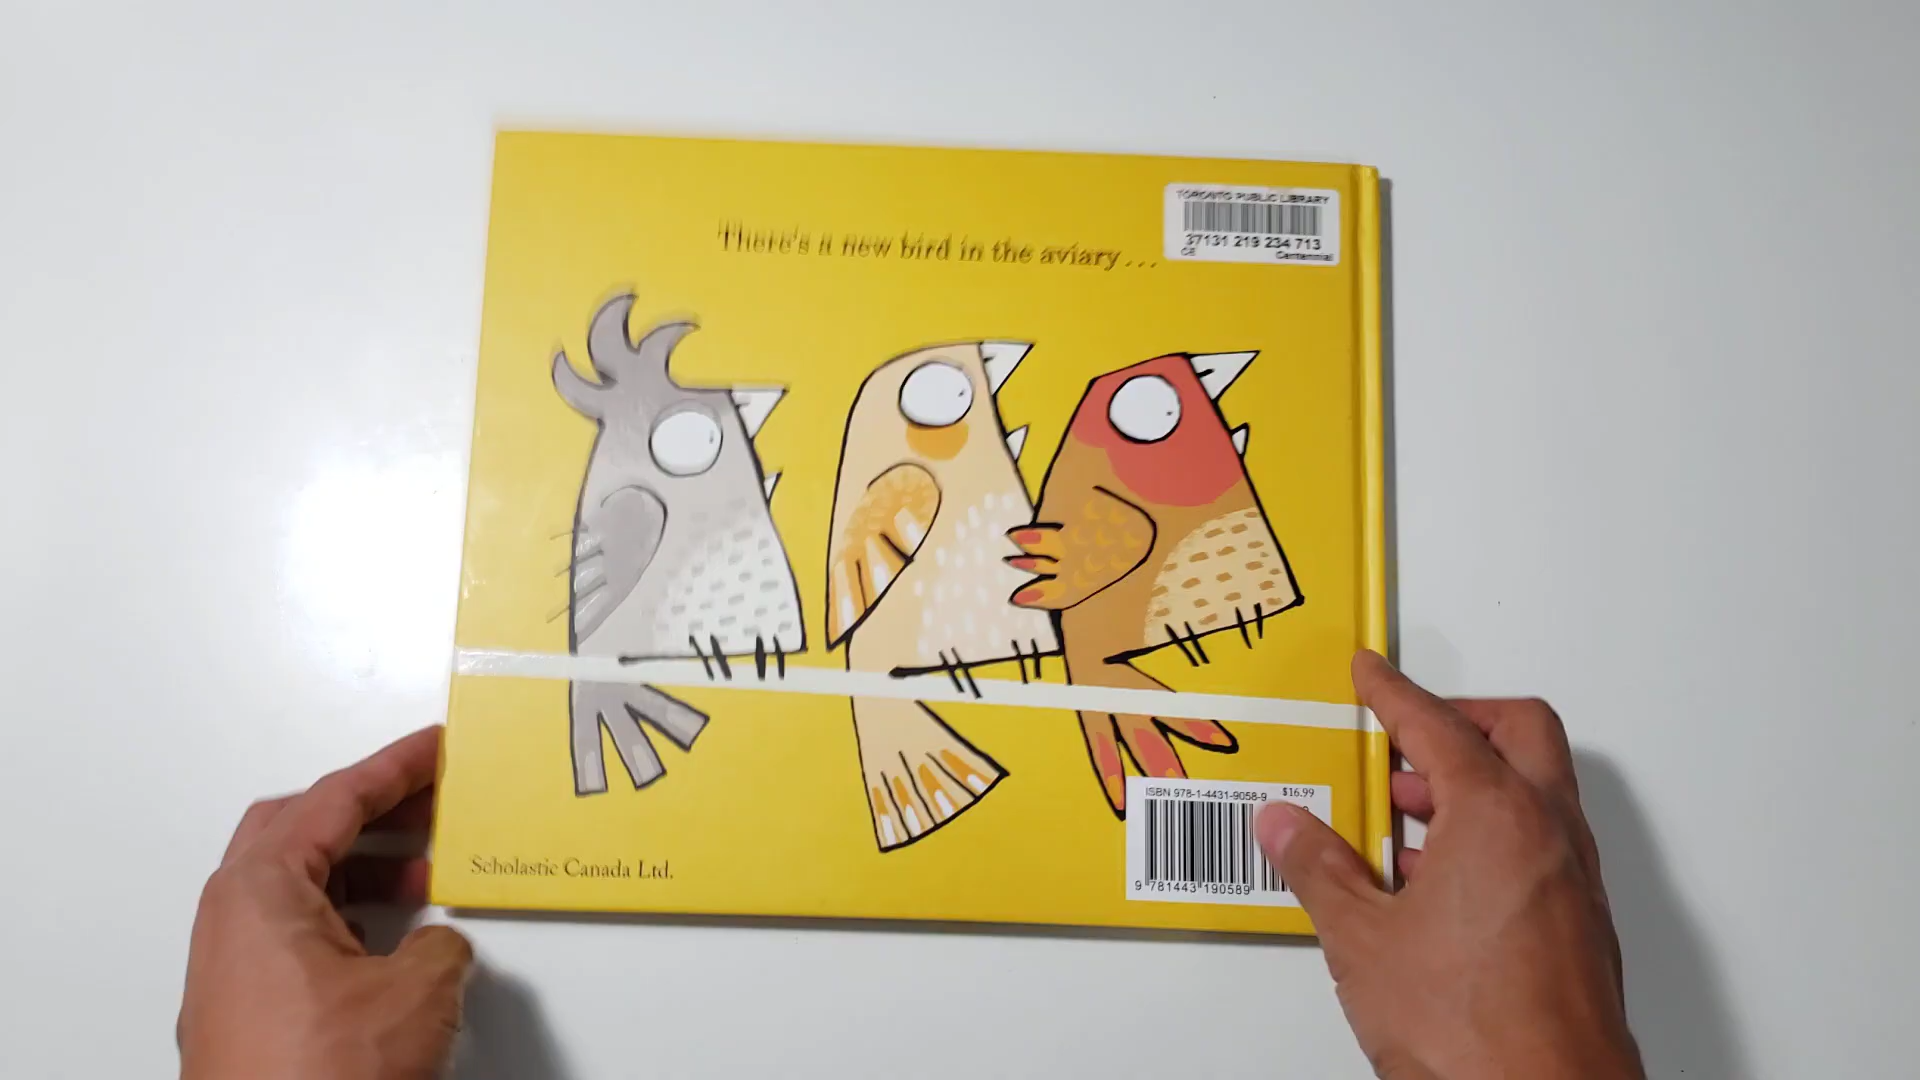 There's a new bird in the aviary...
TORONTO PUBLIC LIBRARY
37131 219 234 713
CE Centennial
ISBN 978-1-4431-9058-9 $16.99
9 781443 190589
Scholastic Canada Ltd.